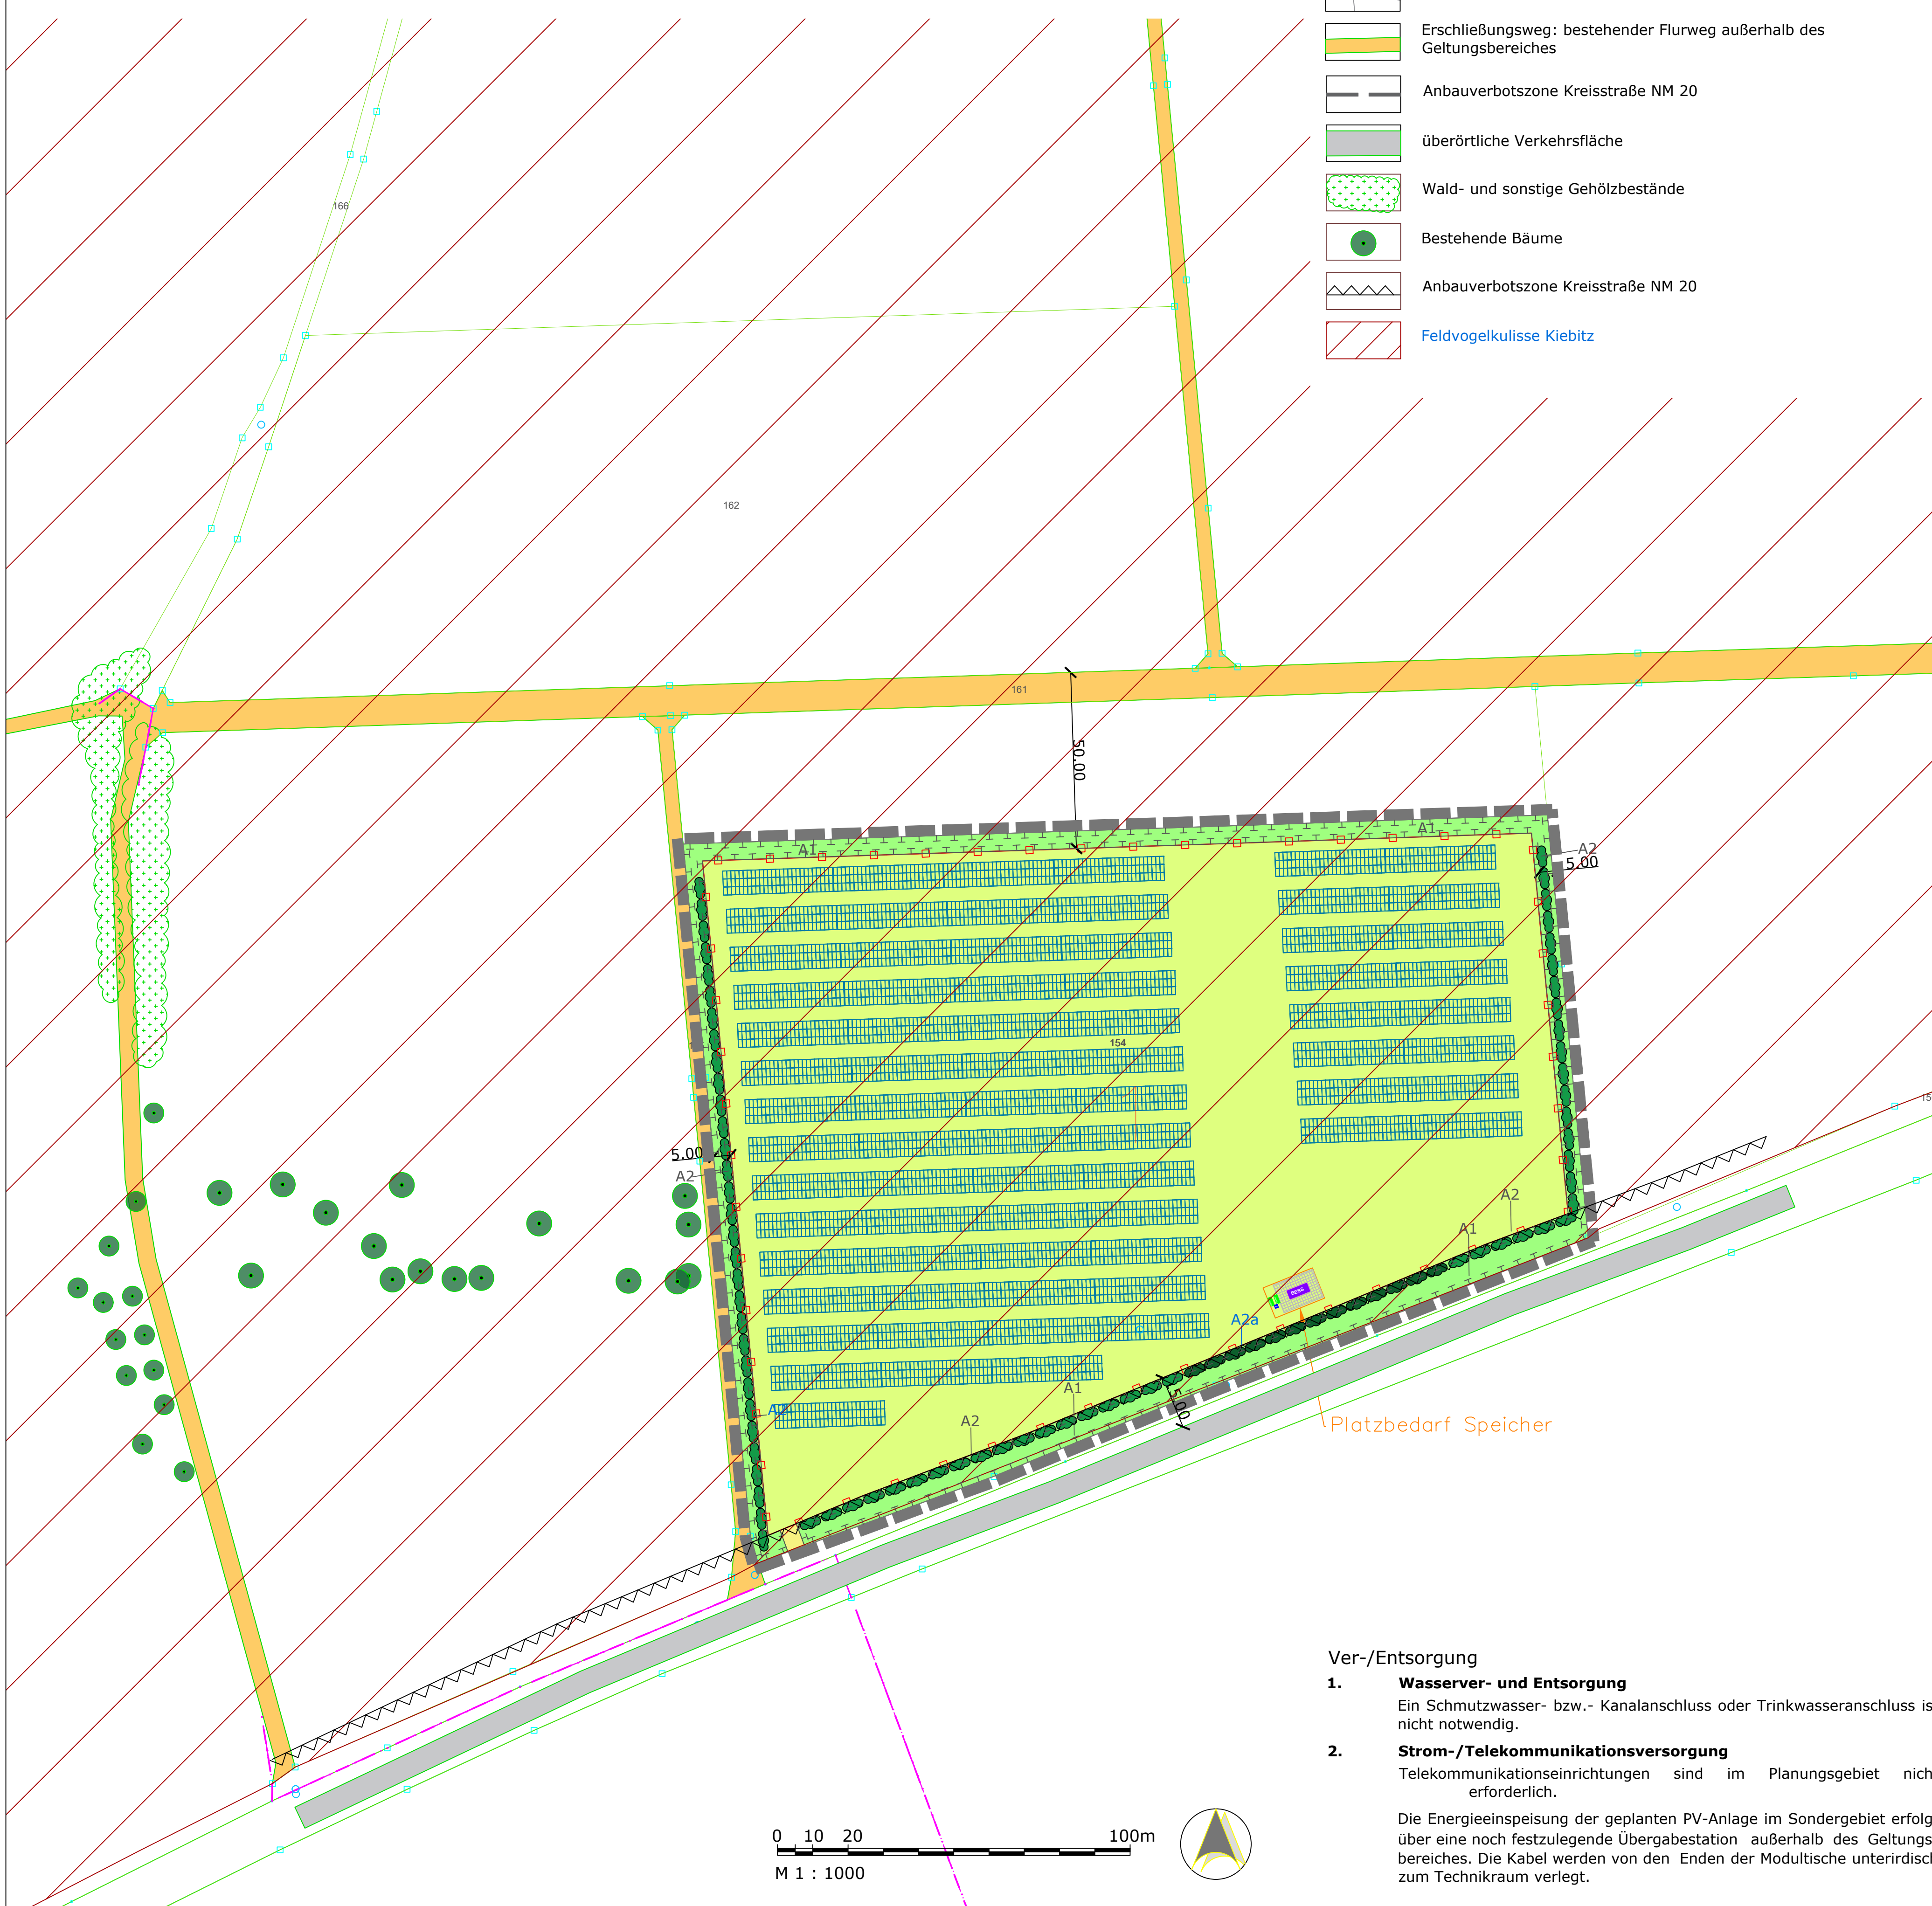 Erschließungsweg: bestehender Flurweg außerhalb des
Geltungsbereiches
Anbauverbotszone Kreisstraße NM 20
überörtliche Verkehrsfläche
Wald- und sonstige Gehölzbestände
Bestehende Bäume
Anbauverbotszone Kreisstraße NM 20
Feldvogelkulisse Kiebitz
166
162
161
50.00
A1
A1
A2
5.00
154
15
5.00
A2
A2
A1
BESS
A2a
A1
5.00
A2
A2
Platzbedarf Speicher
Ver-/Entsorgung
1. Wasserver- und Entsorgung
Ein Schmutzwasser- bzw.- Kanalanschluss oder Trinkwasseranschluss is
nicht notwendig.
2. Strom-/Telekommunikationsversorgung
Telekommunikationseinrichtungen sind im Planungsgebiet nich
erforderlich.
Die Energieeinspeisung der geplanten PV-Anlage im Sondergebiet erfolg
über eine noch festzulegende Übergabestation außerhalb des Geltungs
bereiches. Die Kabel werden von den Enden der Modultische unterirdisch
zum Technikraum verlegt.
0 10 20 100m
M 1 : 1000